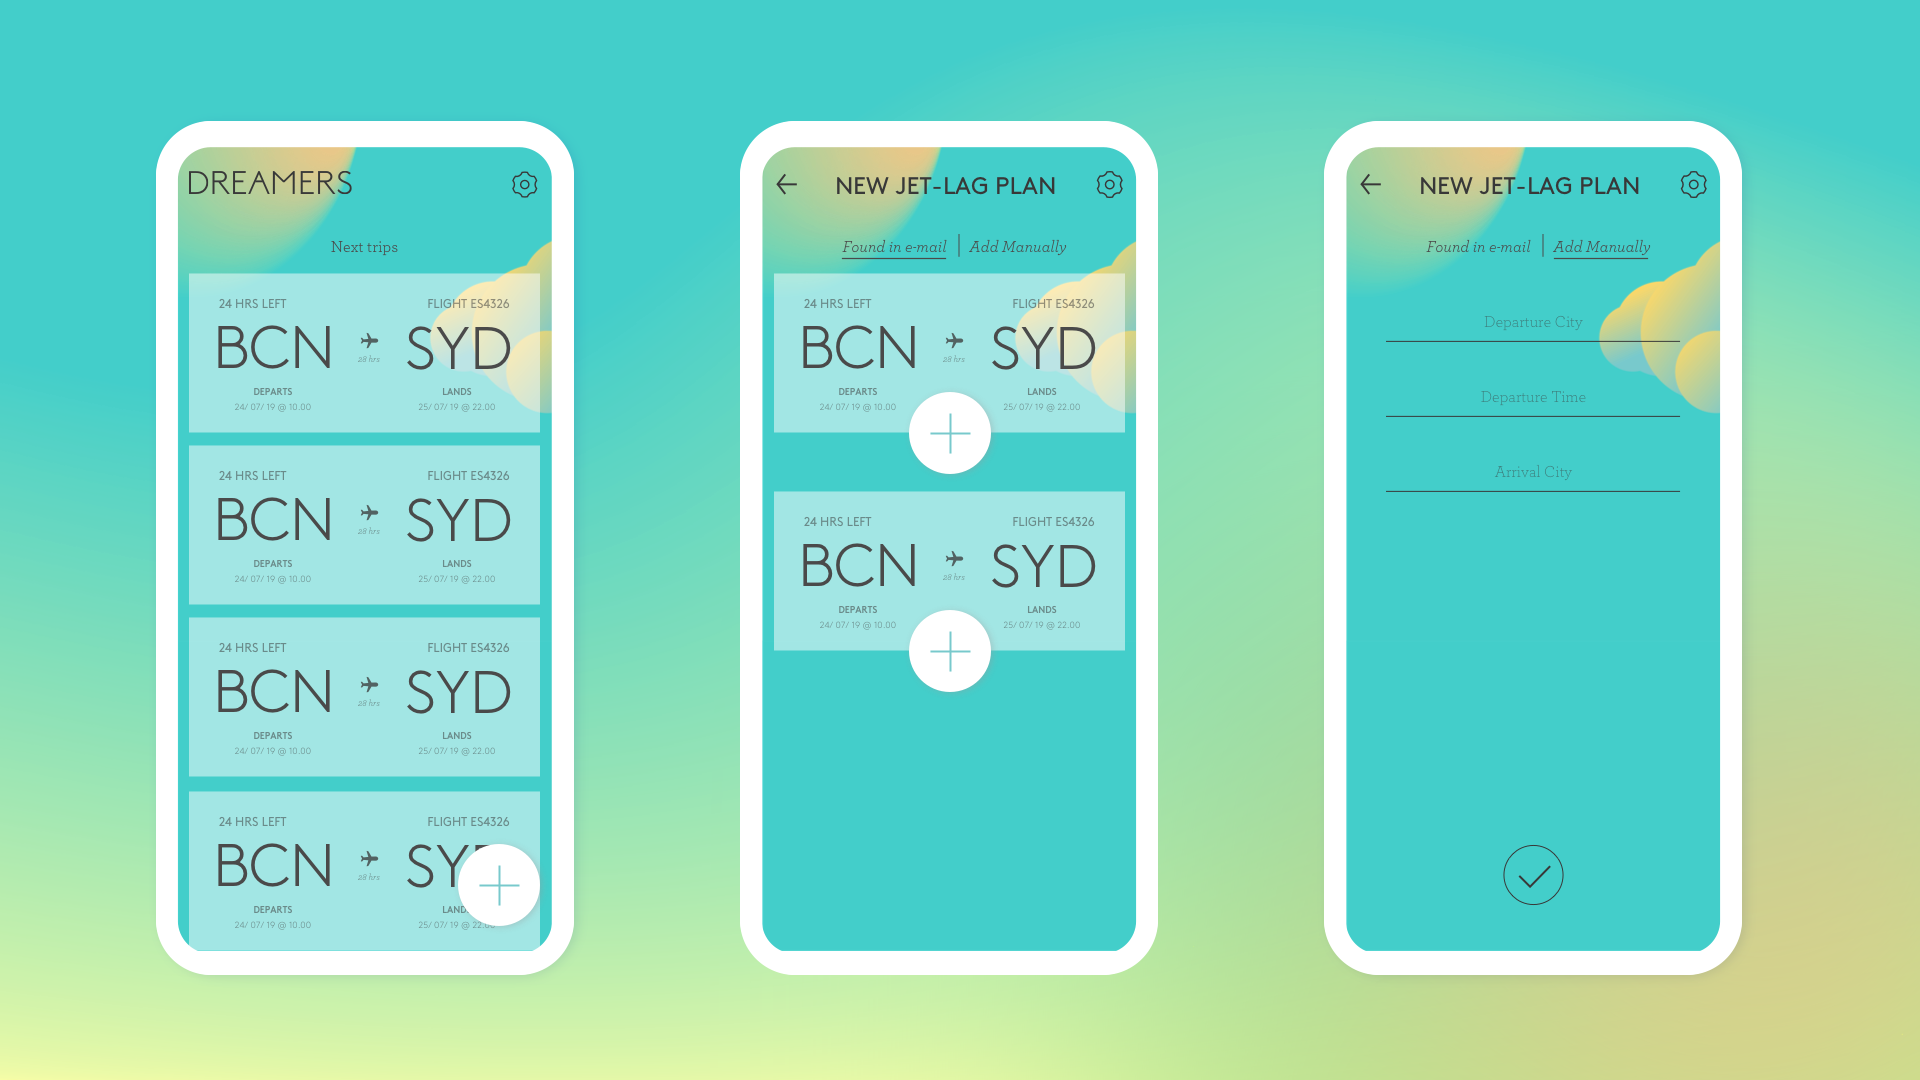 DREAMERS
Next trips
24 HRS LEFT FLIGHT ES4326
BCN SYD
28 hrs
DEPARTS LANDS
24/ 07/ 19 @ 10.00 25/ 07/ 19 @ 22.00
24 HRS LEFT FLIGHT ES4326
BCN SYD
28 hrs
DEPARTS LANDS
24/ 07/ 19 @ 10.00 25/ 07/ 19 @ 22.00
24 HRS LEFT FLIGHT ES4326
BCN SYD
28 hrs
DEPARTS LANDS
24/ 07/ 19 @ 10.00 25/ 07/ 19 @ 22.00
24 HRS LEFT FLIGHT ES4326
BCN SY
28 hrs
DEPARTS LAND
24/ 07/ 19 @ 10.00 25/ 07/ 19 @ 22.00
NEW JET-LAG PLAN
Found in e-mail | Add Manually
24 HRS LEFT FLIGHT ES4326
BCN SYD
28 hrs
DEPARTS LANDS
24/ 07/ 19 @ 10.00 25/ 07/ 19 @ 22.00
24 HRS LEFT FLIGHT ES4326
BCN SYD
28 hrs
DEPARTS LANDS
24/ 07/ 19 @ 10.00 25/ 07/ 19 @ 22.00
NEW JET-LAG PLAN
Found in e-mail | Add Manually
Departure City
Departure Time
Arrival City